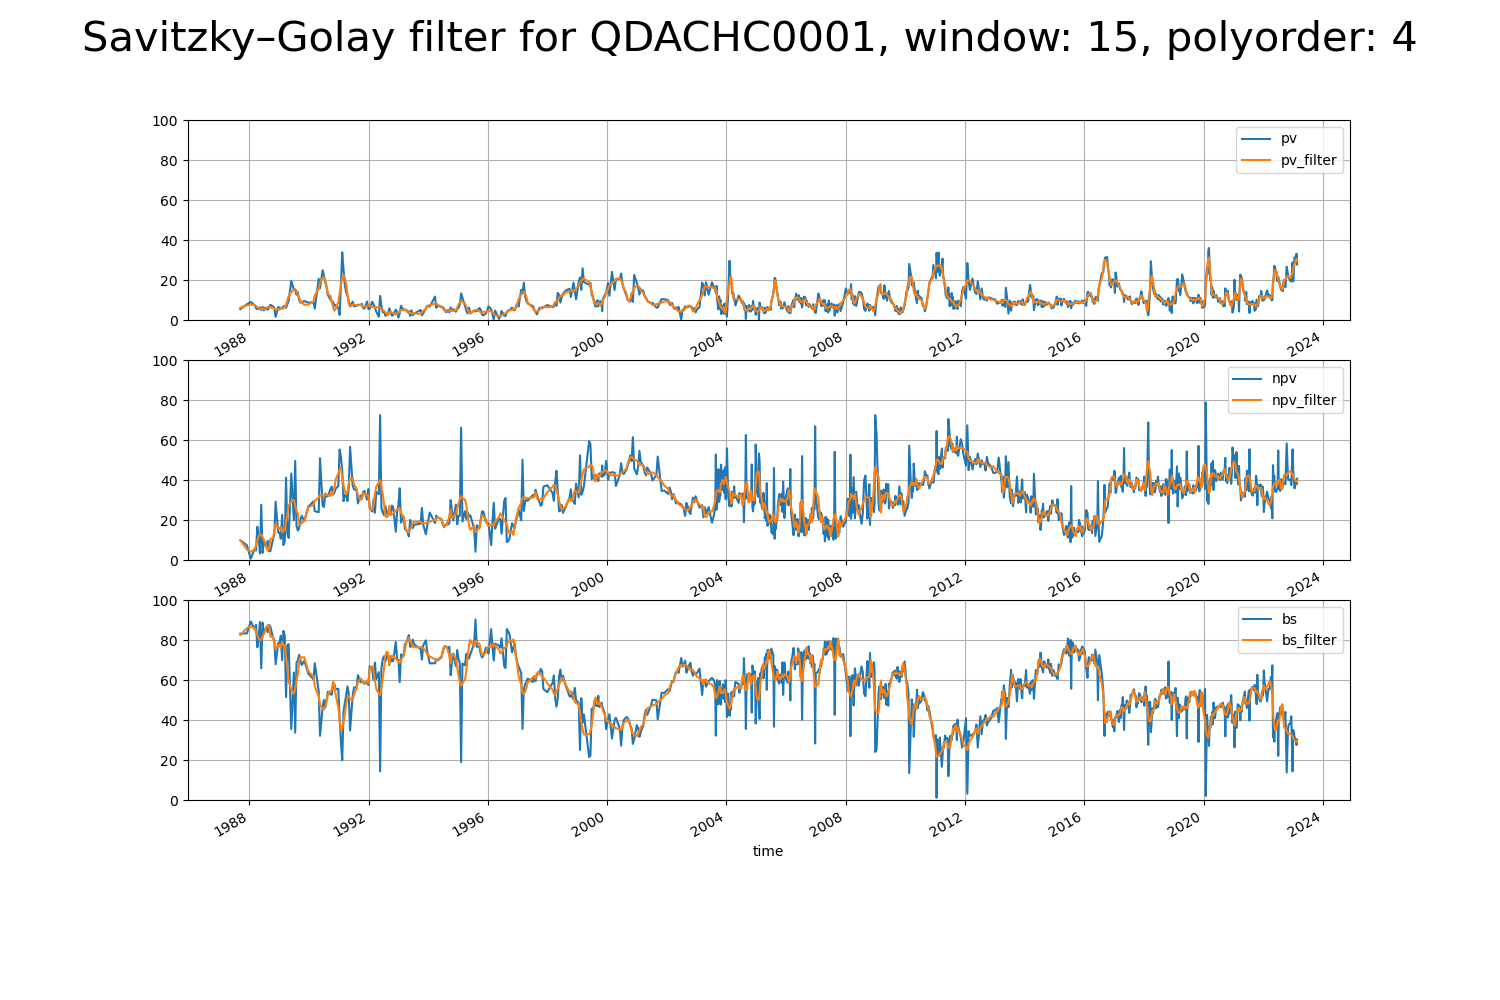 Savitzky–Golay filter for QDACHC0001, window: 15, polyorder: 4
100
80
60
40
20
0
pv
pv_filter
1988 1992 1996 2000 2004 2008 2012 2016 2020 2024
100
80
60
40
20
0
npv
npv_filter
1988 1992 1996 2000 2004 2008 2012 2016 2020 2024
100
80
60
40
20
0
bs
bs_filter
1988 1992 1996 2000 2004 2008 2012 2016 2020 2024
time